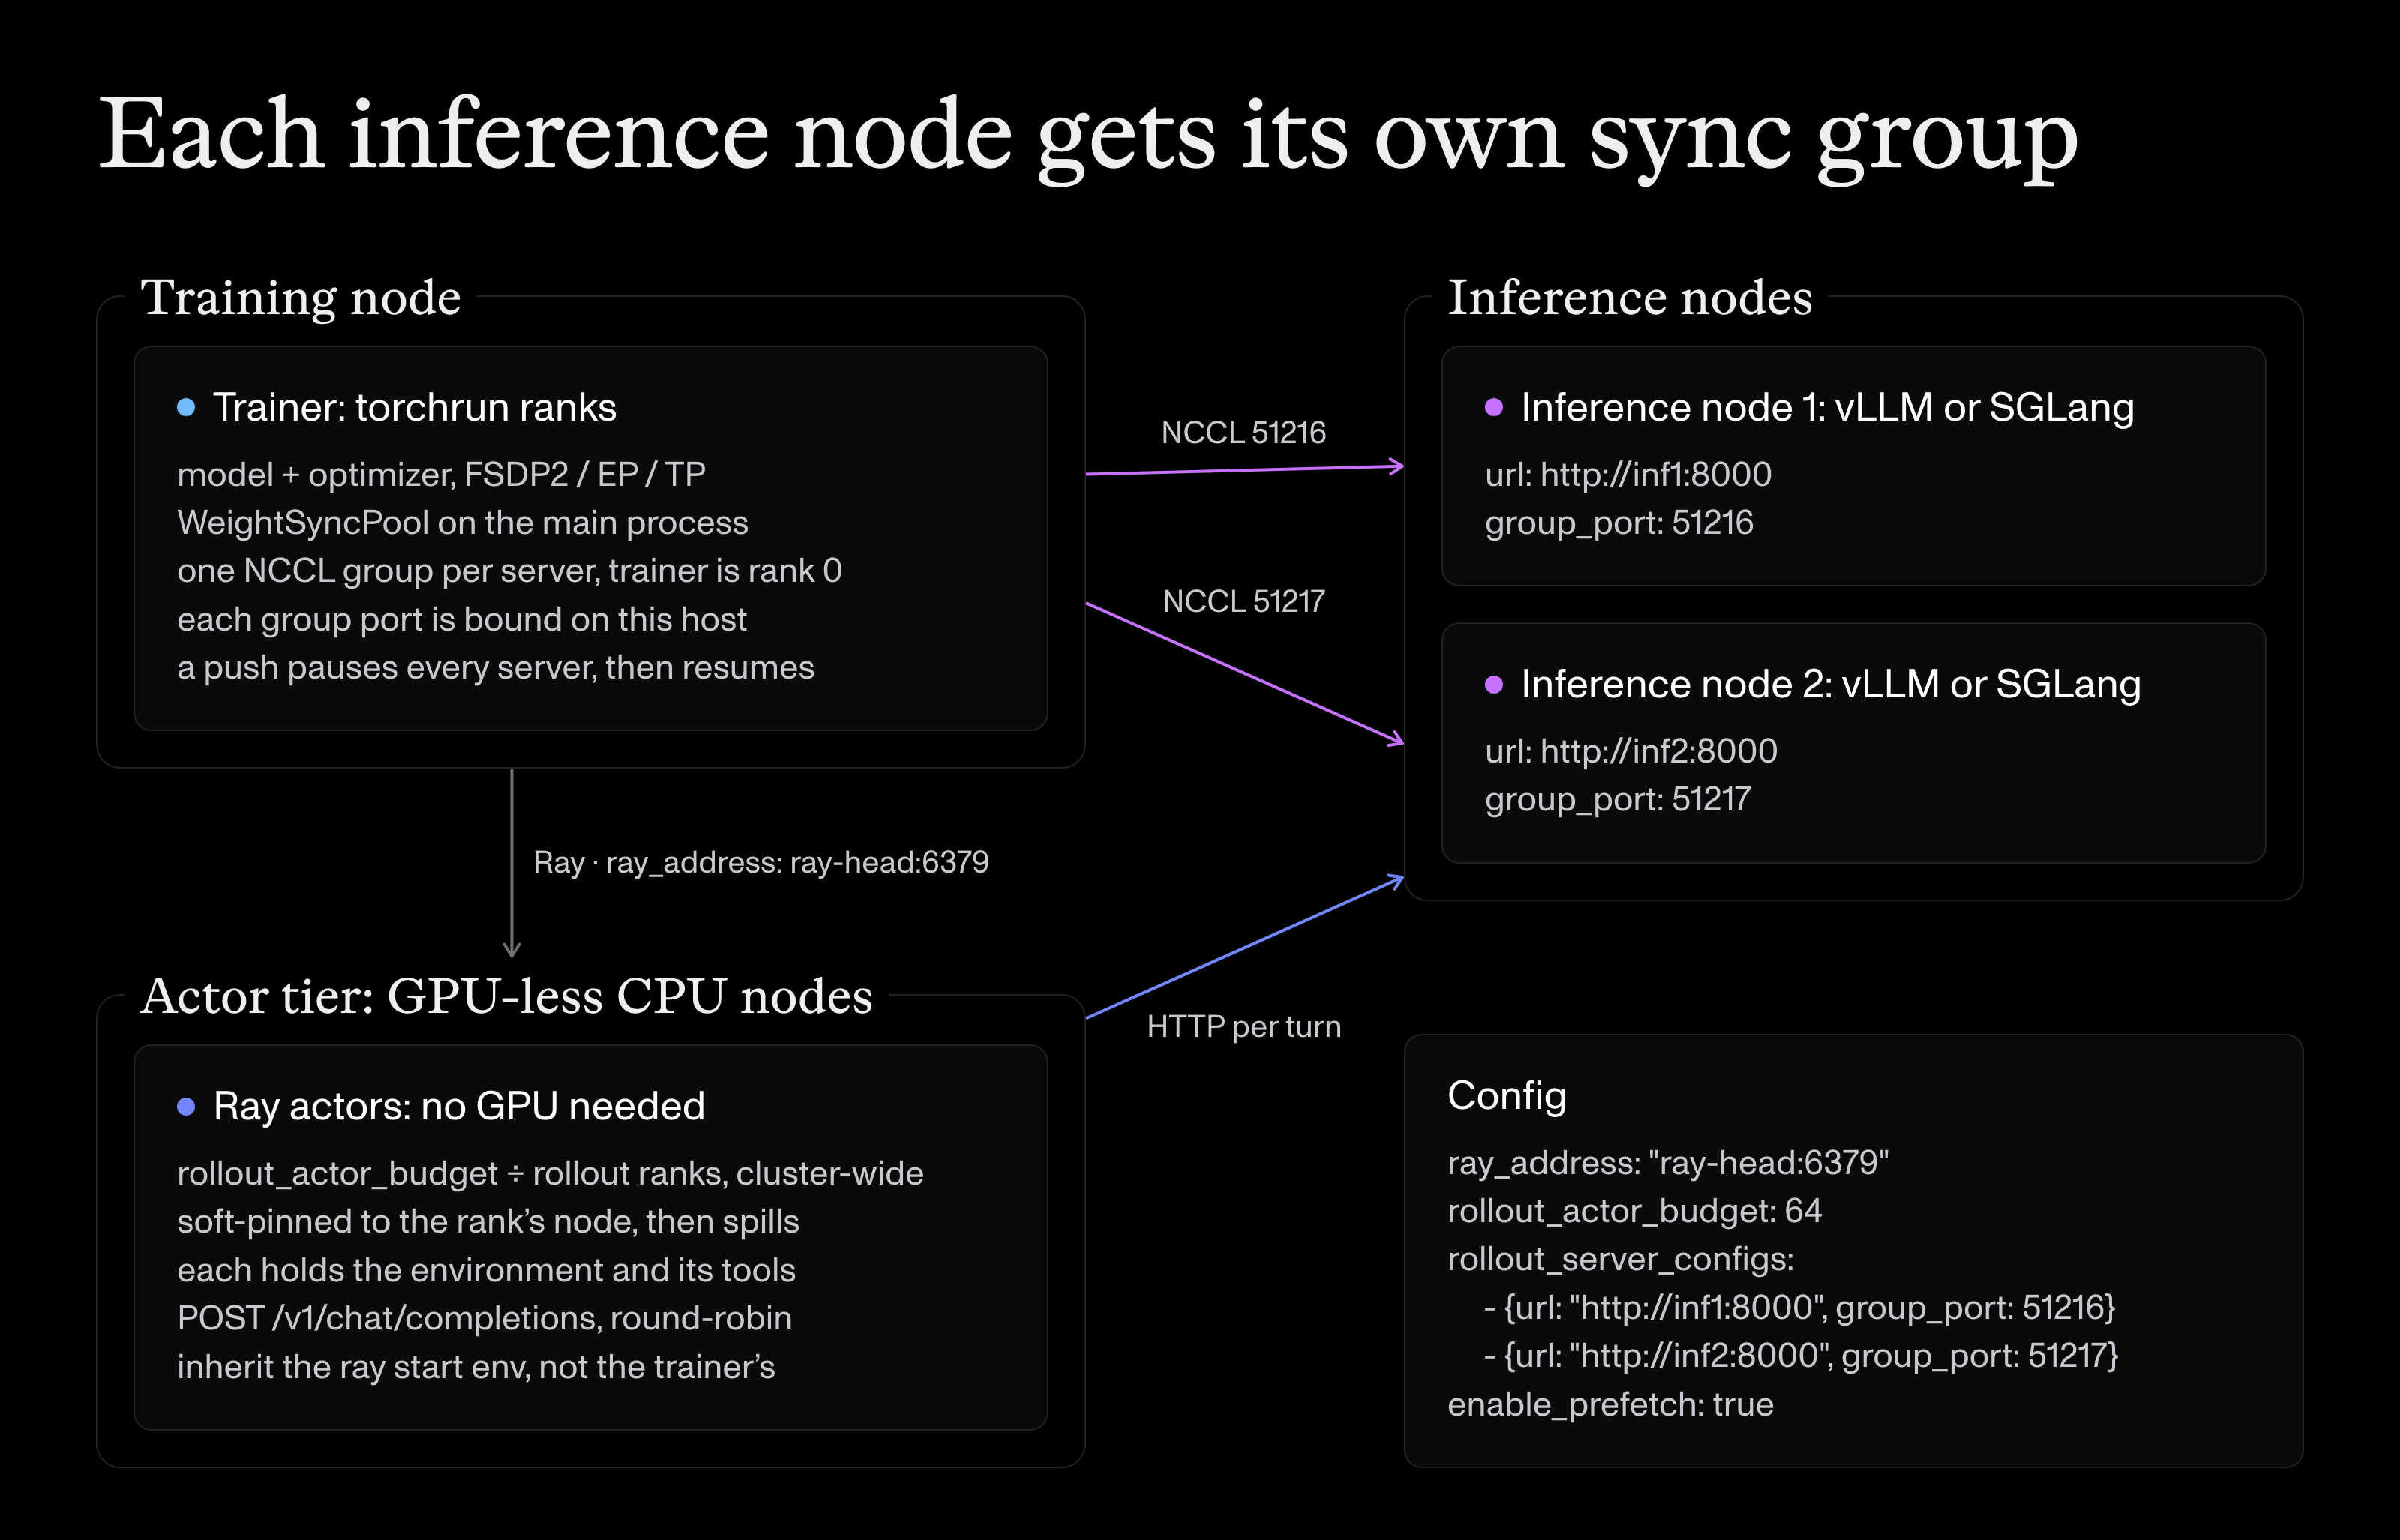 Each inference node gets its own sync group
Training node
Trainer: torchrun ranks
model + optimizer, FSDP2 / EP / TP
WeightSyncPool on the main process
one NCCL group per server, trainer is rank 0
each group port is bound on this host
a push pauses every server, then resumes
NCCL 51216
NCCL 51217
Inference nodes
Inference node 1: vLLM or SGLang
url: http://inf1:8000
group_port: 51216
Inference node 2: vLLM or SGLang
url: http://inf2:8000
group_port: 51217
Ray · ray_address: ray-head:6379
Actor tier: GPU-less CPU nodes
Ray actors: no GPU needed
rollout_actor_budget ÷ rollout ranks, cluster-wide
soft-pinned to the rank’s node, then spills
each holds the environment and its tools
POST /v1/chat/completions, round-robin
inherit the ray start env, not the trainer’s
HTTP per turn
Config
ray_address: "ray-head:6379"
rollout_actor_budget: 64
rollout_server_configs:
- {url: "http://inf1:8000", group_port: 51216}
- {url: "http://inf2:8000", group_port: 51217}
enable_prefetch: true